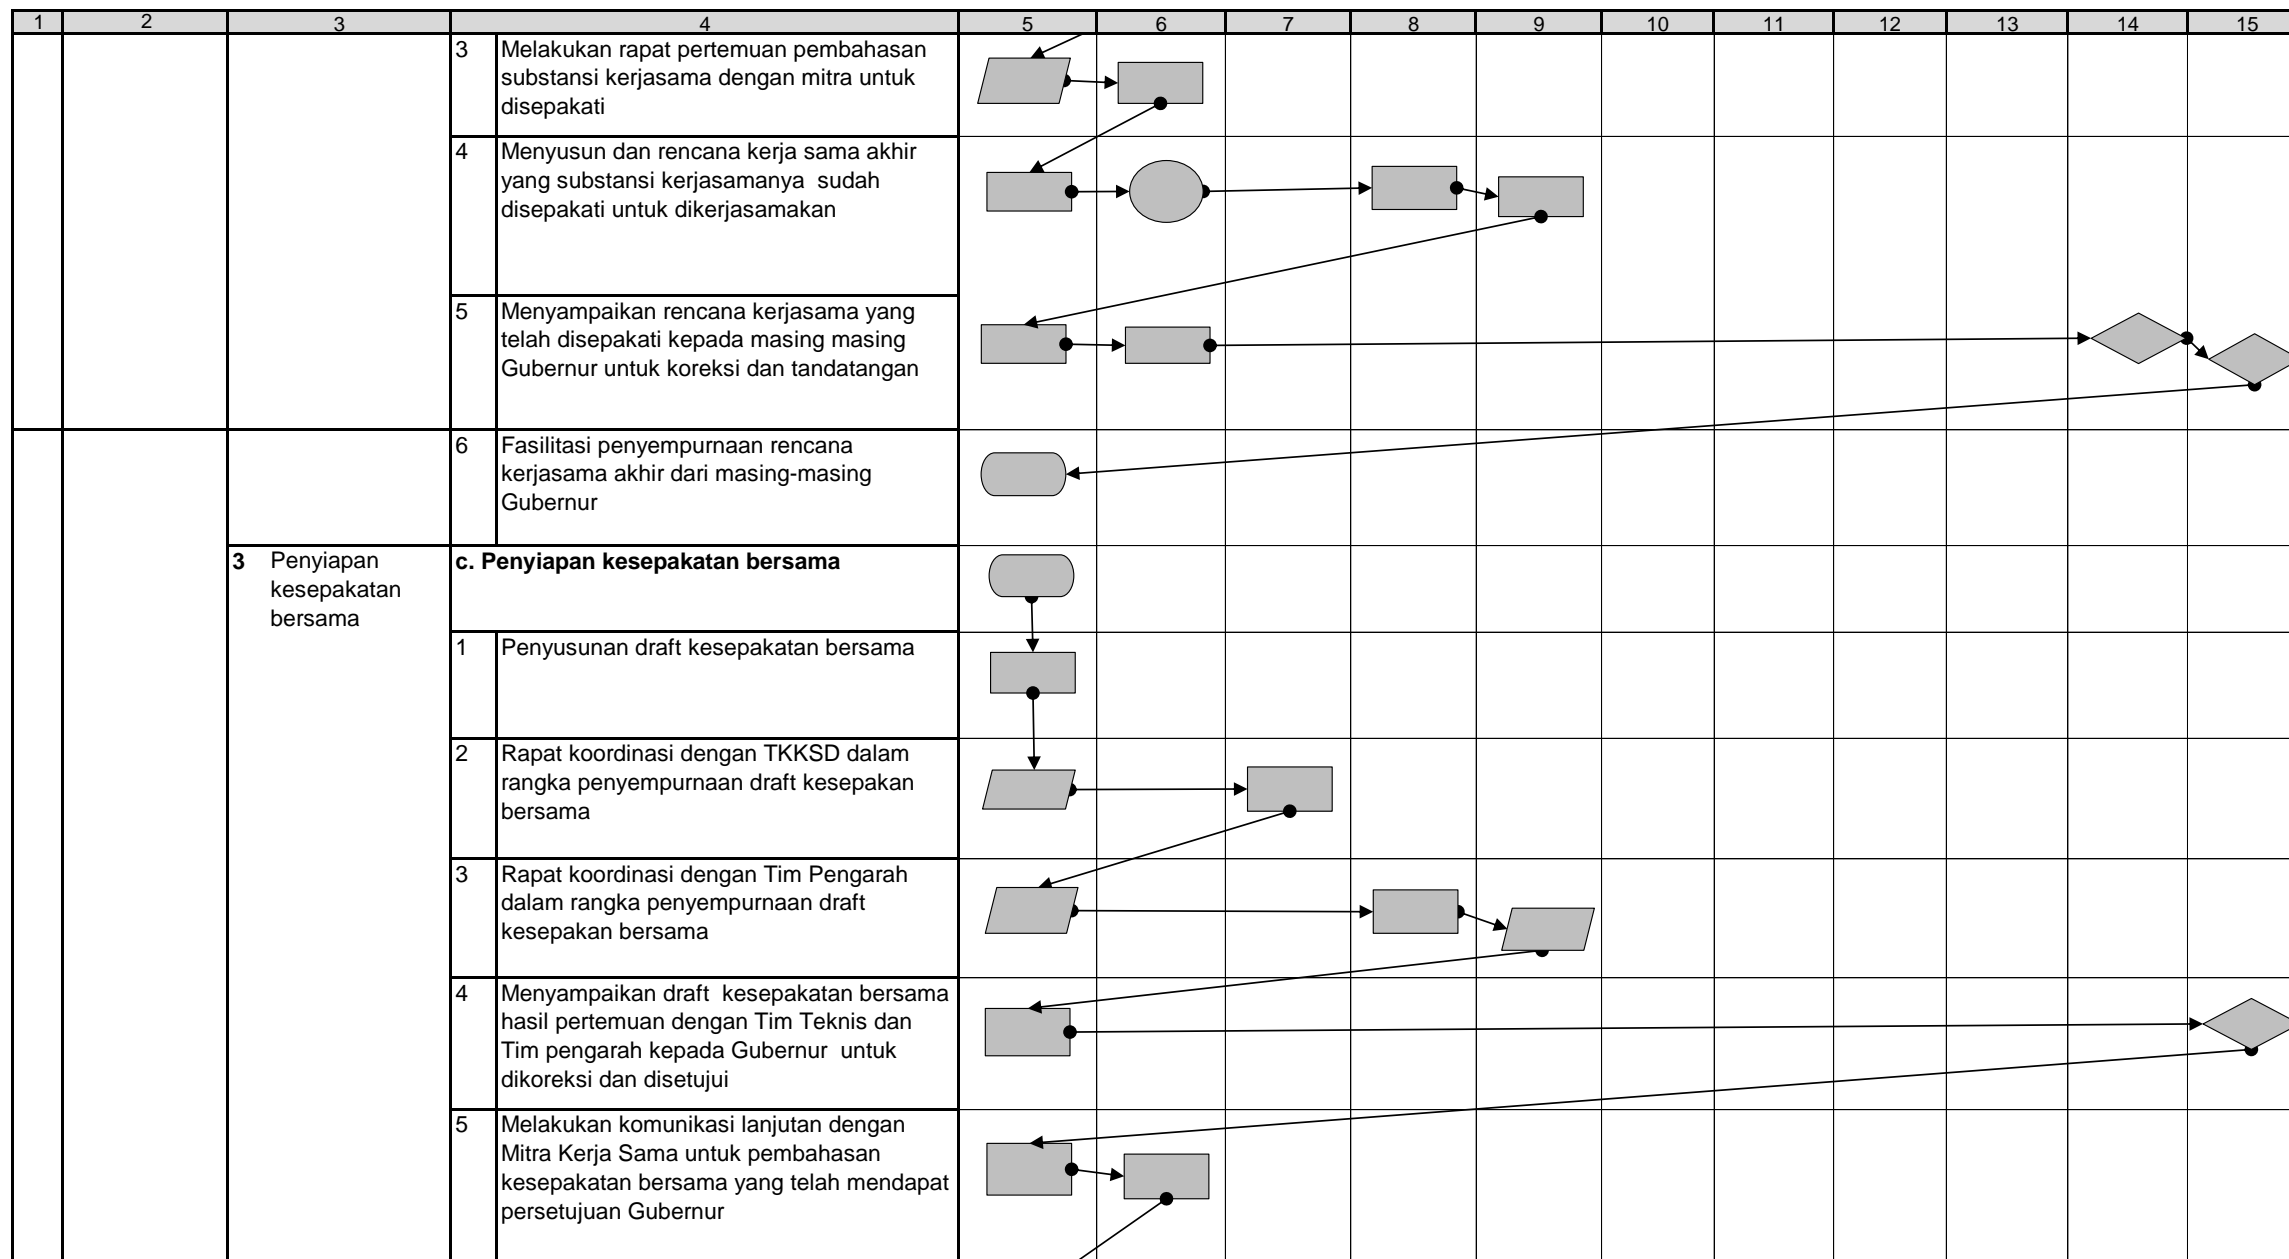 1 2 3 4 5 6 7 8 9 10 11 12 13 14 15
3 Melakukan rapat pertemuan pembahasan
substansi kerjasama dengan mitra untuk
disepakati
4 Menyusun dan rencana kerja sama akhir
yang substansi kerjasamanya  sudah
disepakati untuk dikerjasamakan
5 Menyampaikan rencana kerjasama yang
telah disepakati kepada masing masing
Gubernur untuk koreksi dan tandatangan
6 Fasilitasi penyempurnaan rencana
kerjasama akhir dari masing-masing
Gubernur
3 Penyiapan
kesepakatan
bersama
c. Penyiapan kesepakatan bersama
1 Penyusunan draft kesepakatan bersama
2 Rapat koordinasi dengan TKKSD dalam
rangka penyempurnaan draft kesepakan
bersama
3 Rapat koordinasi dengan Tim Pengarah
dalam rangka penyempurnaan draft
kesepakan bersama
4 Menyampaikan draft  kesepakatan bersama
hasil pertemuan dengan Tim Teknis dan
Tim pengarah kepada Gubernur  untuk
dikoreksi dan disetujui
5 Melakukan komunikasi lanjutan dengan
Mitra Kerja Sama untuk pembahasan
kesepakatan bersama yang telah mendapat
persetujuan Gubernur